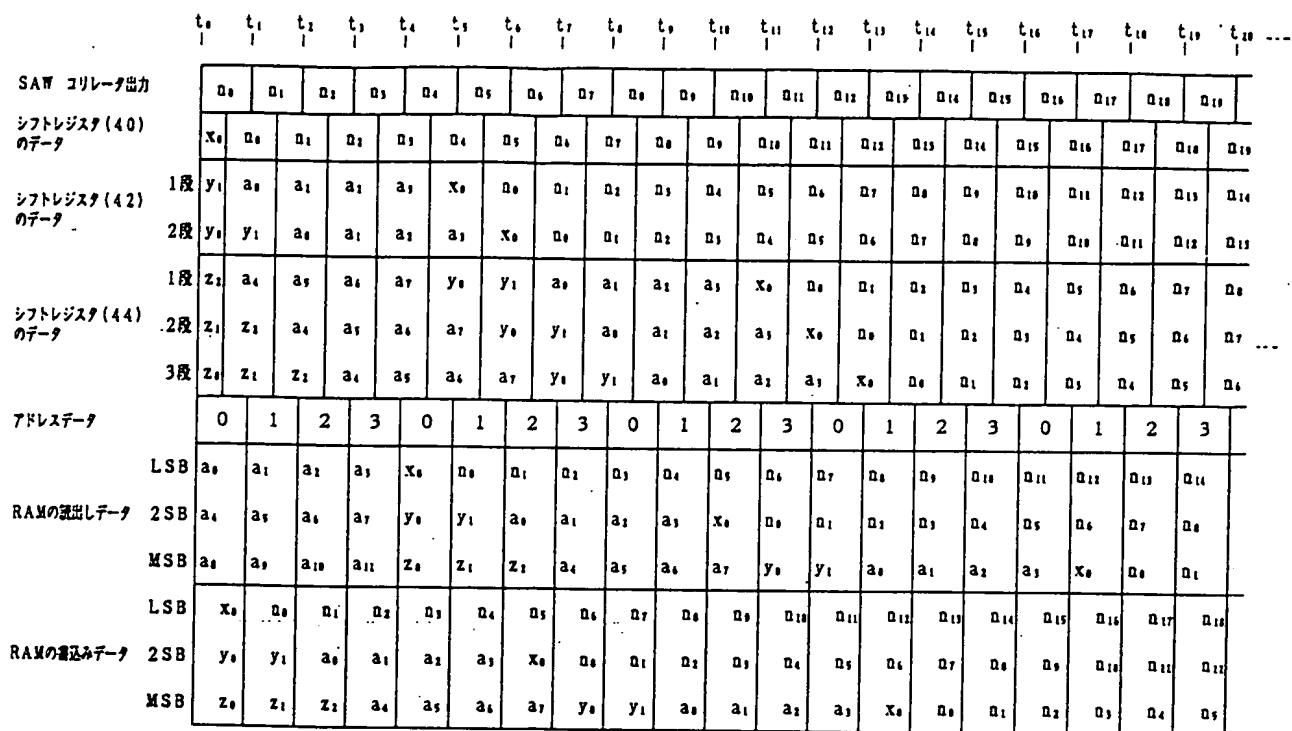 t₀ t₁ t₂ t₃ t₄ t₅ t₆ t₇ t₈ t₉ t₁₀ t₁₁ t₁₂ t₁₃ t₁₄ t₁₅ t₁₆ t₁₇ t₁₈ t₁₉ t₂₀ ---
SAW コリレータ出力 n₀ n₁ n₂ n₃ n₄ n₅ n₆ n₇ n₈ n₉ n₁₀ n₁₁ n₁₂ n₁₃ n₁₄ n₁₅ n₁₆ n₁₇ n₁₈ n₁₉
シフトレジスタ(40)
のデータ x₀ n₀ n₁ n₂ n₃ n₄ n₅ n₆ n₇ n₈ n₉ n₁₀ n₁₁ n₁₂ n₁₃ n₁₄ n₁₅ n₁₆ n₁₇ n₁₈ n₁₉
シフトレジスタ(42)
のデータ
1段 y₁ a₀ a₁ a₂ a₃ x₀ n₀ n₁ n₂ n₃ n₄ n₅ n₆ n₇ n₈ n₉ n₁₀ n₁₁ n₁₂ n₁₃ n₁₄
2段 y₀ y₁ a₀ a₁ a₂ a₃ x₀ n₀ n₁ n₂ n₃ n₄ n₅ n₆ n₇ n₈ n₉ n₁₀ n₁₁ n₁₂ n₁₃
シフトレジスタ(44)
のデータ
1段 z₂ a₄ a₅ a₆ a₇ y₀ y₁ a₀ a₁ a₂ a₃ x₀ n₀ n₁ n₂ n₃ n₄ n₅ n₆ n₇ n₈
2段 z₁ z₂ a₄ a₅ a₆ a₇ y₀ y₁ a₀ a₁ a₂ a₃ x₀ n₀ n₁ n₂ n₃ n₄ n₅ n₆ n₇ ---
3段 z₀ z₁ z₂ a₄ a₅ a₆ a₇ y₀ y₁ a₀ a₁ a₂ a₃ x₀ n₀ n₁ n₂ n₃ n₄ n₅ n₆
アドレスデータ 0 1 2 3 0 1 2 3 0 1 2 3 0 1 2 3 0 1 2 3
RAMの読出しデータ
LSB a₀ a₁ a₂ a₃ x₀ n₀ n₁ n₂ n₃ n₄ n₅ n₆ n₇ n₈ n₉ n₁₀ n₁₁ n₁₂ n₁₃ n₁₄
2SB a₄ a₅ a₆ a₇ y₀ y₁ a₀ a₁ a₂ a₃ x₀ n₀ n₁ n₂ n₃ n₄ n₅ n₆ n₇ n₈
MSB a₈ a₉ a₁₀ a₁₁ z₀ z₁ z₂ a₄ a₅ a₆ a₇ y₀ y₁ a₀ a₁ a₂ a₃ x₀ n₀ n₁
RAMの書込みデータ
LSB x₀ n₀ n₁ n₂ n₃ n₄ n₅ n₆ n₇ n₈ n₉ n₁₀ n₁₁ n₁₂ n₁₃ n₁₄ n₁₅ n₁₆ n₁₇ n₁₈
2SB y₀ y₁ a₀ a₁ a₂ a₃ x₀ n₀ n₁ n₂ n₃ n₄ n₅ n₆ n₇ n₈ n₉ n₁₀ n₁₁ n₁₂
MSB z₀ z₁ z₂ a₄ a₅ a₆ a₇ y₀ y₁ a₀ a₁ a₂ a₃ x₀ n₀ n₁ n₂ n₃ n₄ n₅